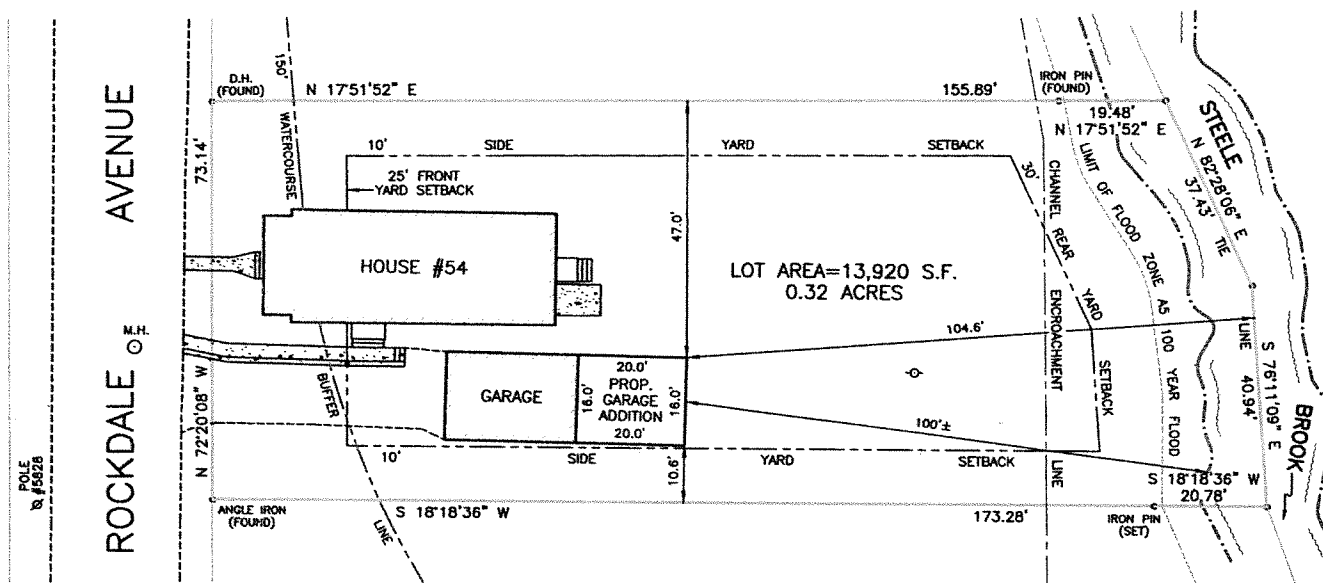 150'
D.H.
(FOUND)
N 17°51'52" E
155.89'
IRON PIN
(FOUND)
19.48'
N 17°51'52" E
STEELE
N 82°28'06" E
37.43' TIE
ROCKDALE AVENUE
73.14'
N 72°20'08" W
WATERCOURSE
10' SIDE YARD SETBACK
25' FRONT
YARD SETBACK
30'
CHANNEL ENCROACHMENT LINE
REAR YARD SETBACK
LIMIT OF FLOOD ZONE A5 100 YEAR FLOOD
47.0'
HOUSE #54
LOT AREA=13,920 S.F.
0.32 ACRES
M.H.
104.6'
LINE
S 76°11'09" E
40.94'
BROOK
GARAGE
20.0'
PROP.
GARAGE
ADDITION
20.0'
16.0'
16.0'
BUFFER
100'±
10' SIDE YARD SETBACK
10.6'
POLE
#5628
ANGLE IRON
(FOUND)
LINE
S 18°18'36" W
173.28'
IRON PIN
(SET)
S 18°18'36" W
20.78'